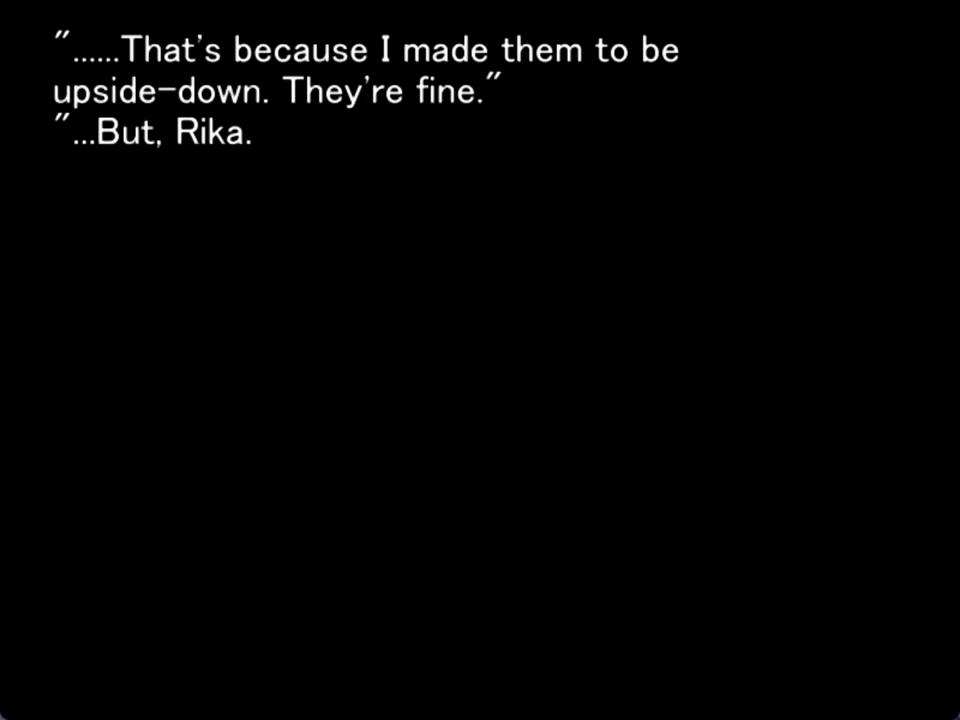 "......That's because I made them to be
upside-down. They're fine."
"...But, Rika.